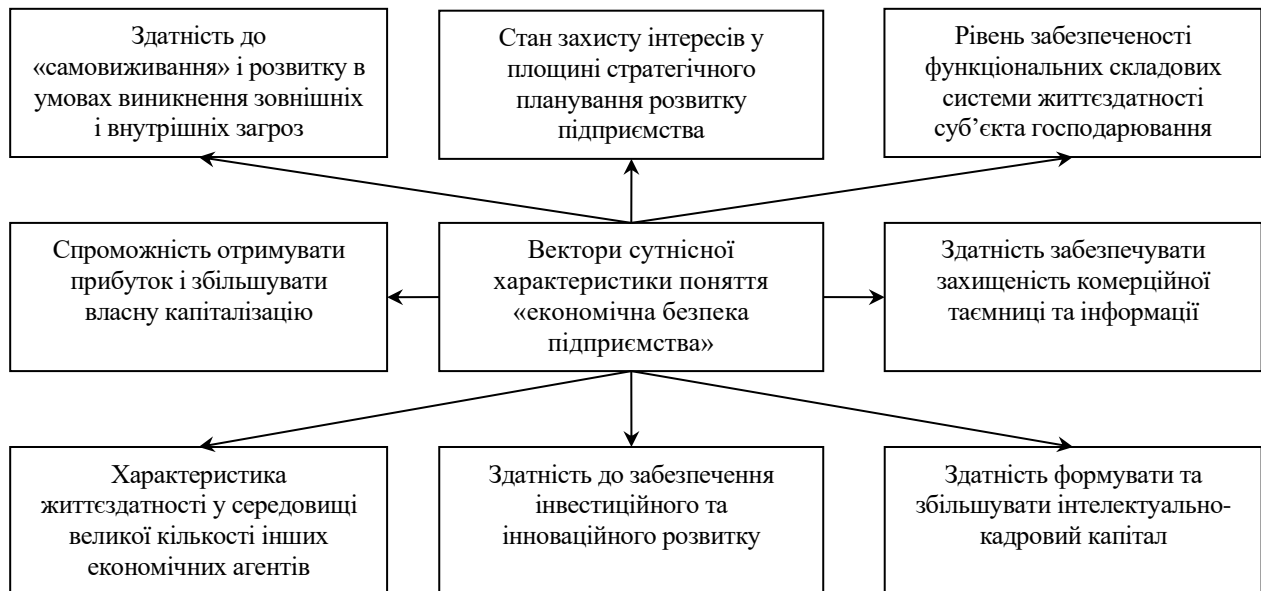 Здатність до
«самовиживання» і розвитку в
умовах виникнення зовнішніх
і внутрішніх загроз
Стан захисту інтересів у
площині стратегічного
планування розвитку
підприємства
Рівень забезпеченості
функціональних складових
системи життєздатності
суб’єкта господарювання
Спроможність отримувати
прибуток і збільшувати
власну капіталізацію
Вектори сутнісної
характеристики поняття
«економічна безпека
підприємства»
Здатність забезпечувати
захищеність комерційної
таємниці та інформації
Характеристика
життєздатності у середовищі
великої кількості інших
економічних агентів
Здатність до забезпечення
інвестиційного та
інноваційного розвитку
Здатність формувати та
збільшувати інтелектуально-
кадровий капітал